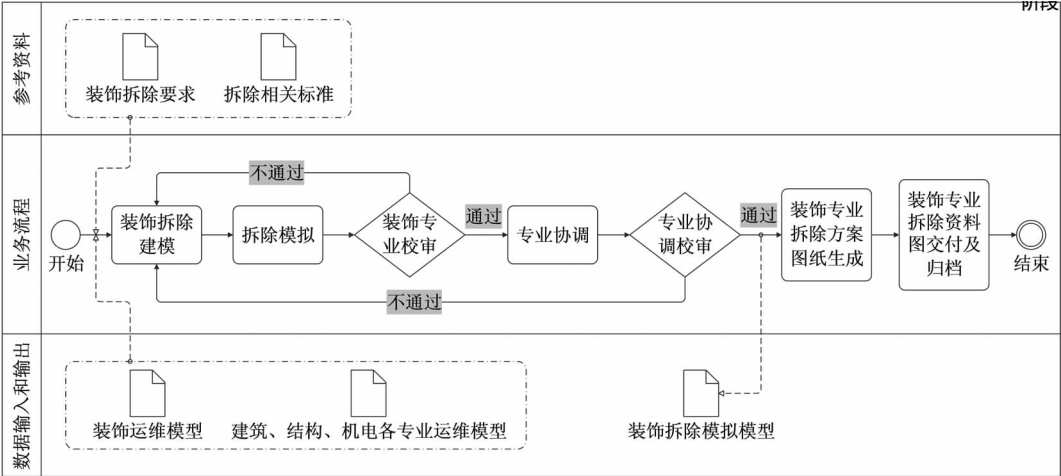 阶段
参考资料
装饰拆除要求
拆除相关标准
业务流程
开始
装饰拆除
建模
拆除模拟
不通过
装饰专
业校审
通过
专业协调
专业协
调校审
不通过
通过
装饰专业
拆除方案
图纸生成
装饰专业
拆除资料
图交付及
归档
结束
数据输入和输出
装饰运维模型
建筑、结构、机电各专业运维模型
装饰拆除模拟模型